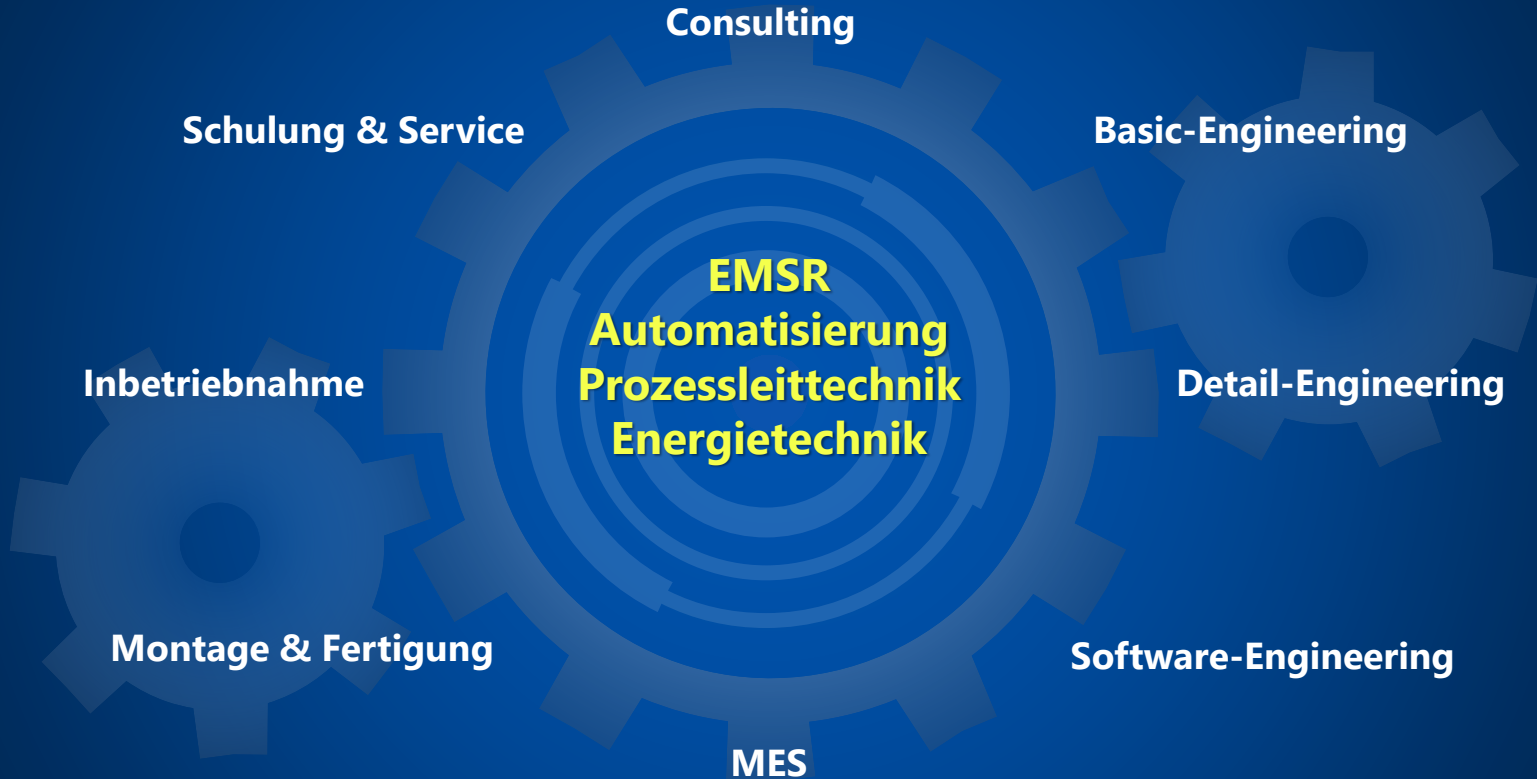 Consulting
Schulung & Service
Basic-Engineering
EMSR
Automatisierung
Prozessleittechnik
Energietechnik
Inbetriebnahme
Detail-Engineering
Montage & Fertigung
Software-Engineering
MES